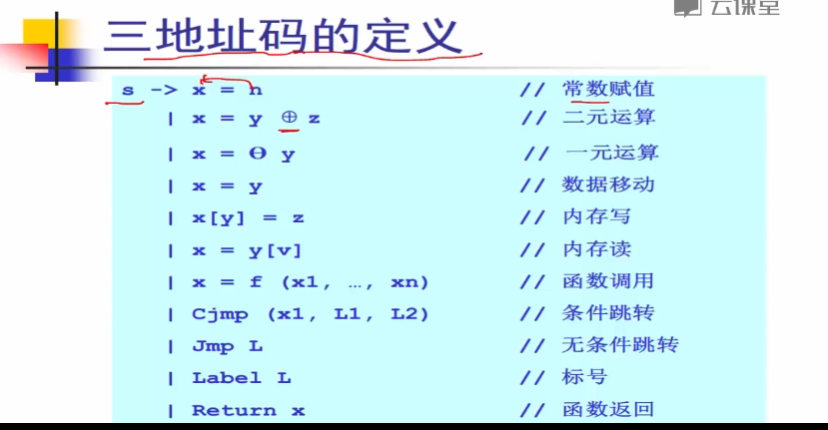 云课堂
三地址码的定义
s -> x = n // 常数赋值
| x = y ⊕ z // 二元运算
| x = Θ y // 一元运算
| x = y // 数据移动
| x[y] = z // 内存写
| x = y[v] // 内存读
| x = f (x1, …, xn) // 函数调用
| Cjmp (x1, L1, L2) // 条件跳转
| Jmp L // 无条件跳转
| Label L // 标号
| Return x // 函数返回